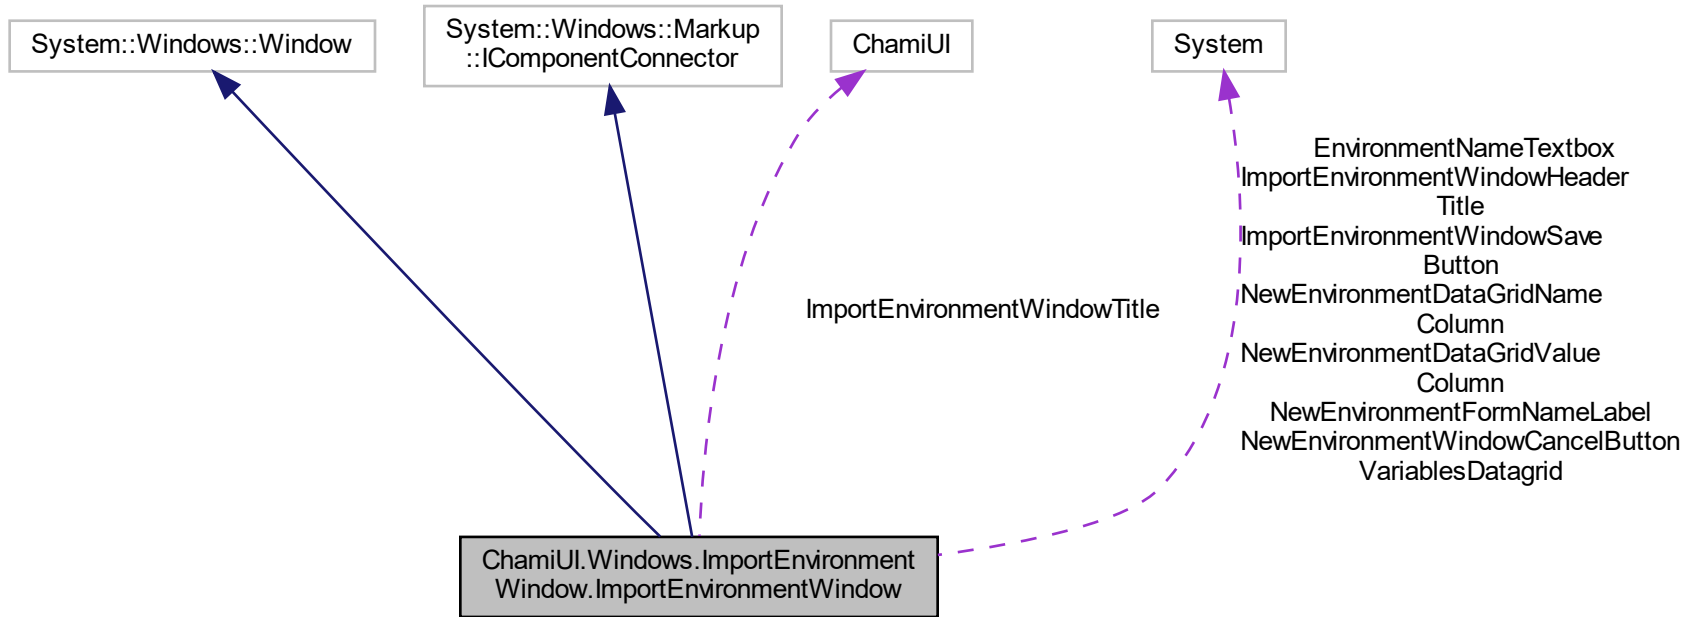 System::Windows::Window
System::Windows::Markup
::IComponentConnector
ChamiUI
System
EnvironmentNameTextbox
ImportEnvironmentWindowHeader
Title
ImportEnvironmentWindowSave
Button
NewEnvironmentDataGridName
Column
NewEnvironmentDataGridValue
Column
NewEnvironmentFormNameLabel
NewEnvironmentWindowCancelButton
VariablesDatagrid
ImportEnvironmentWindowTitle
ChamiUI.Windows.ImportEnvironment
Window.ImportEnvironmentWindow